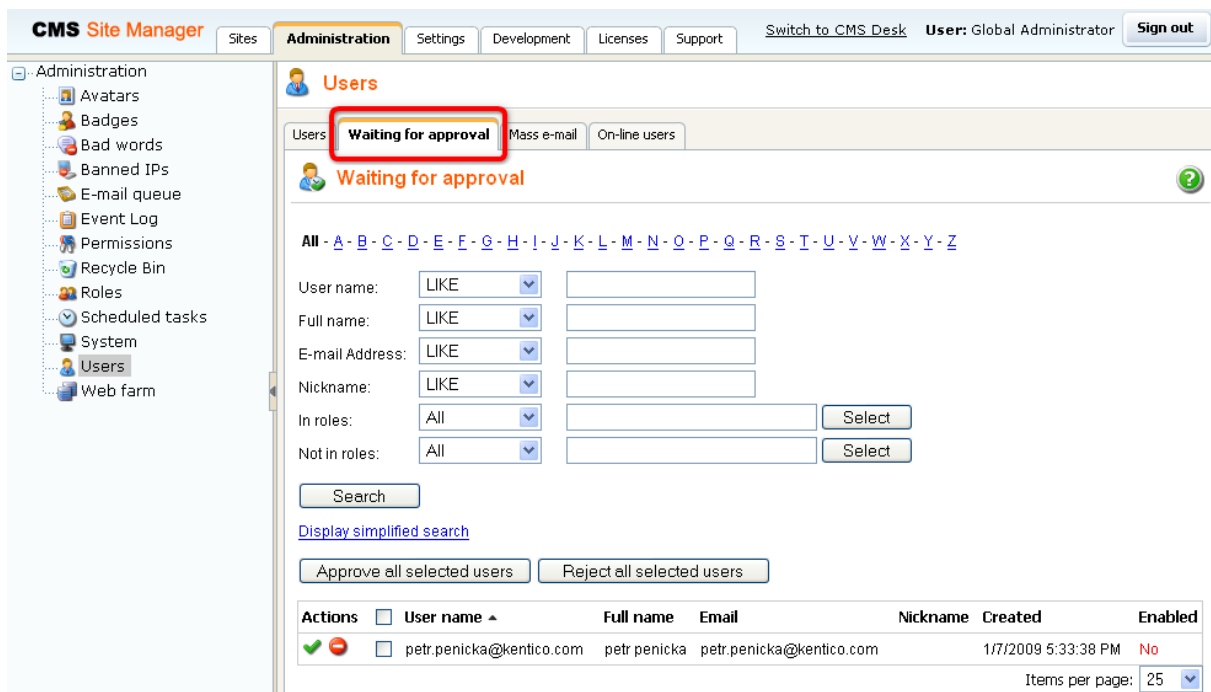 CMS Site Manager
Sites
Administration
Settings
Development
Licenses
Support
Switch to CMS Desk
User: Global Administrator
Sign out
Administration
Avatars
Badges
Bad words
Banned IPs
E-mail queue
Event Log
Permissions
Recycle Bin
Roles
Scheduled tasks
System
Users
Web farm
Users
Users
Waiting for approval
Mass e-mail
On-line users
Waiting for approval
All - A - B - C - D - E - F - G - H - I - J - K - L - M - N - O - P - Q - R - S - T - U - V - W - X - Y - Z
User name: LIKE
Full name: LIKE
E-mail Address: LIKE
Nickname: LIKE
In roles: All Select
Not in roles: All Select
Search
Display simplified search
Approve all selected users Reject all selected users
Actions User name Full name Email Nickname Created Enabled
petr.penicka@kentico.com petr penicka petr.penicka@kentico.com 1/7/2009 5:33:38 PM No
Items per page: 25